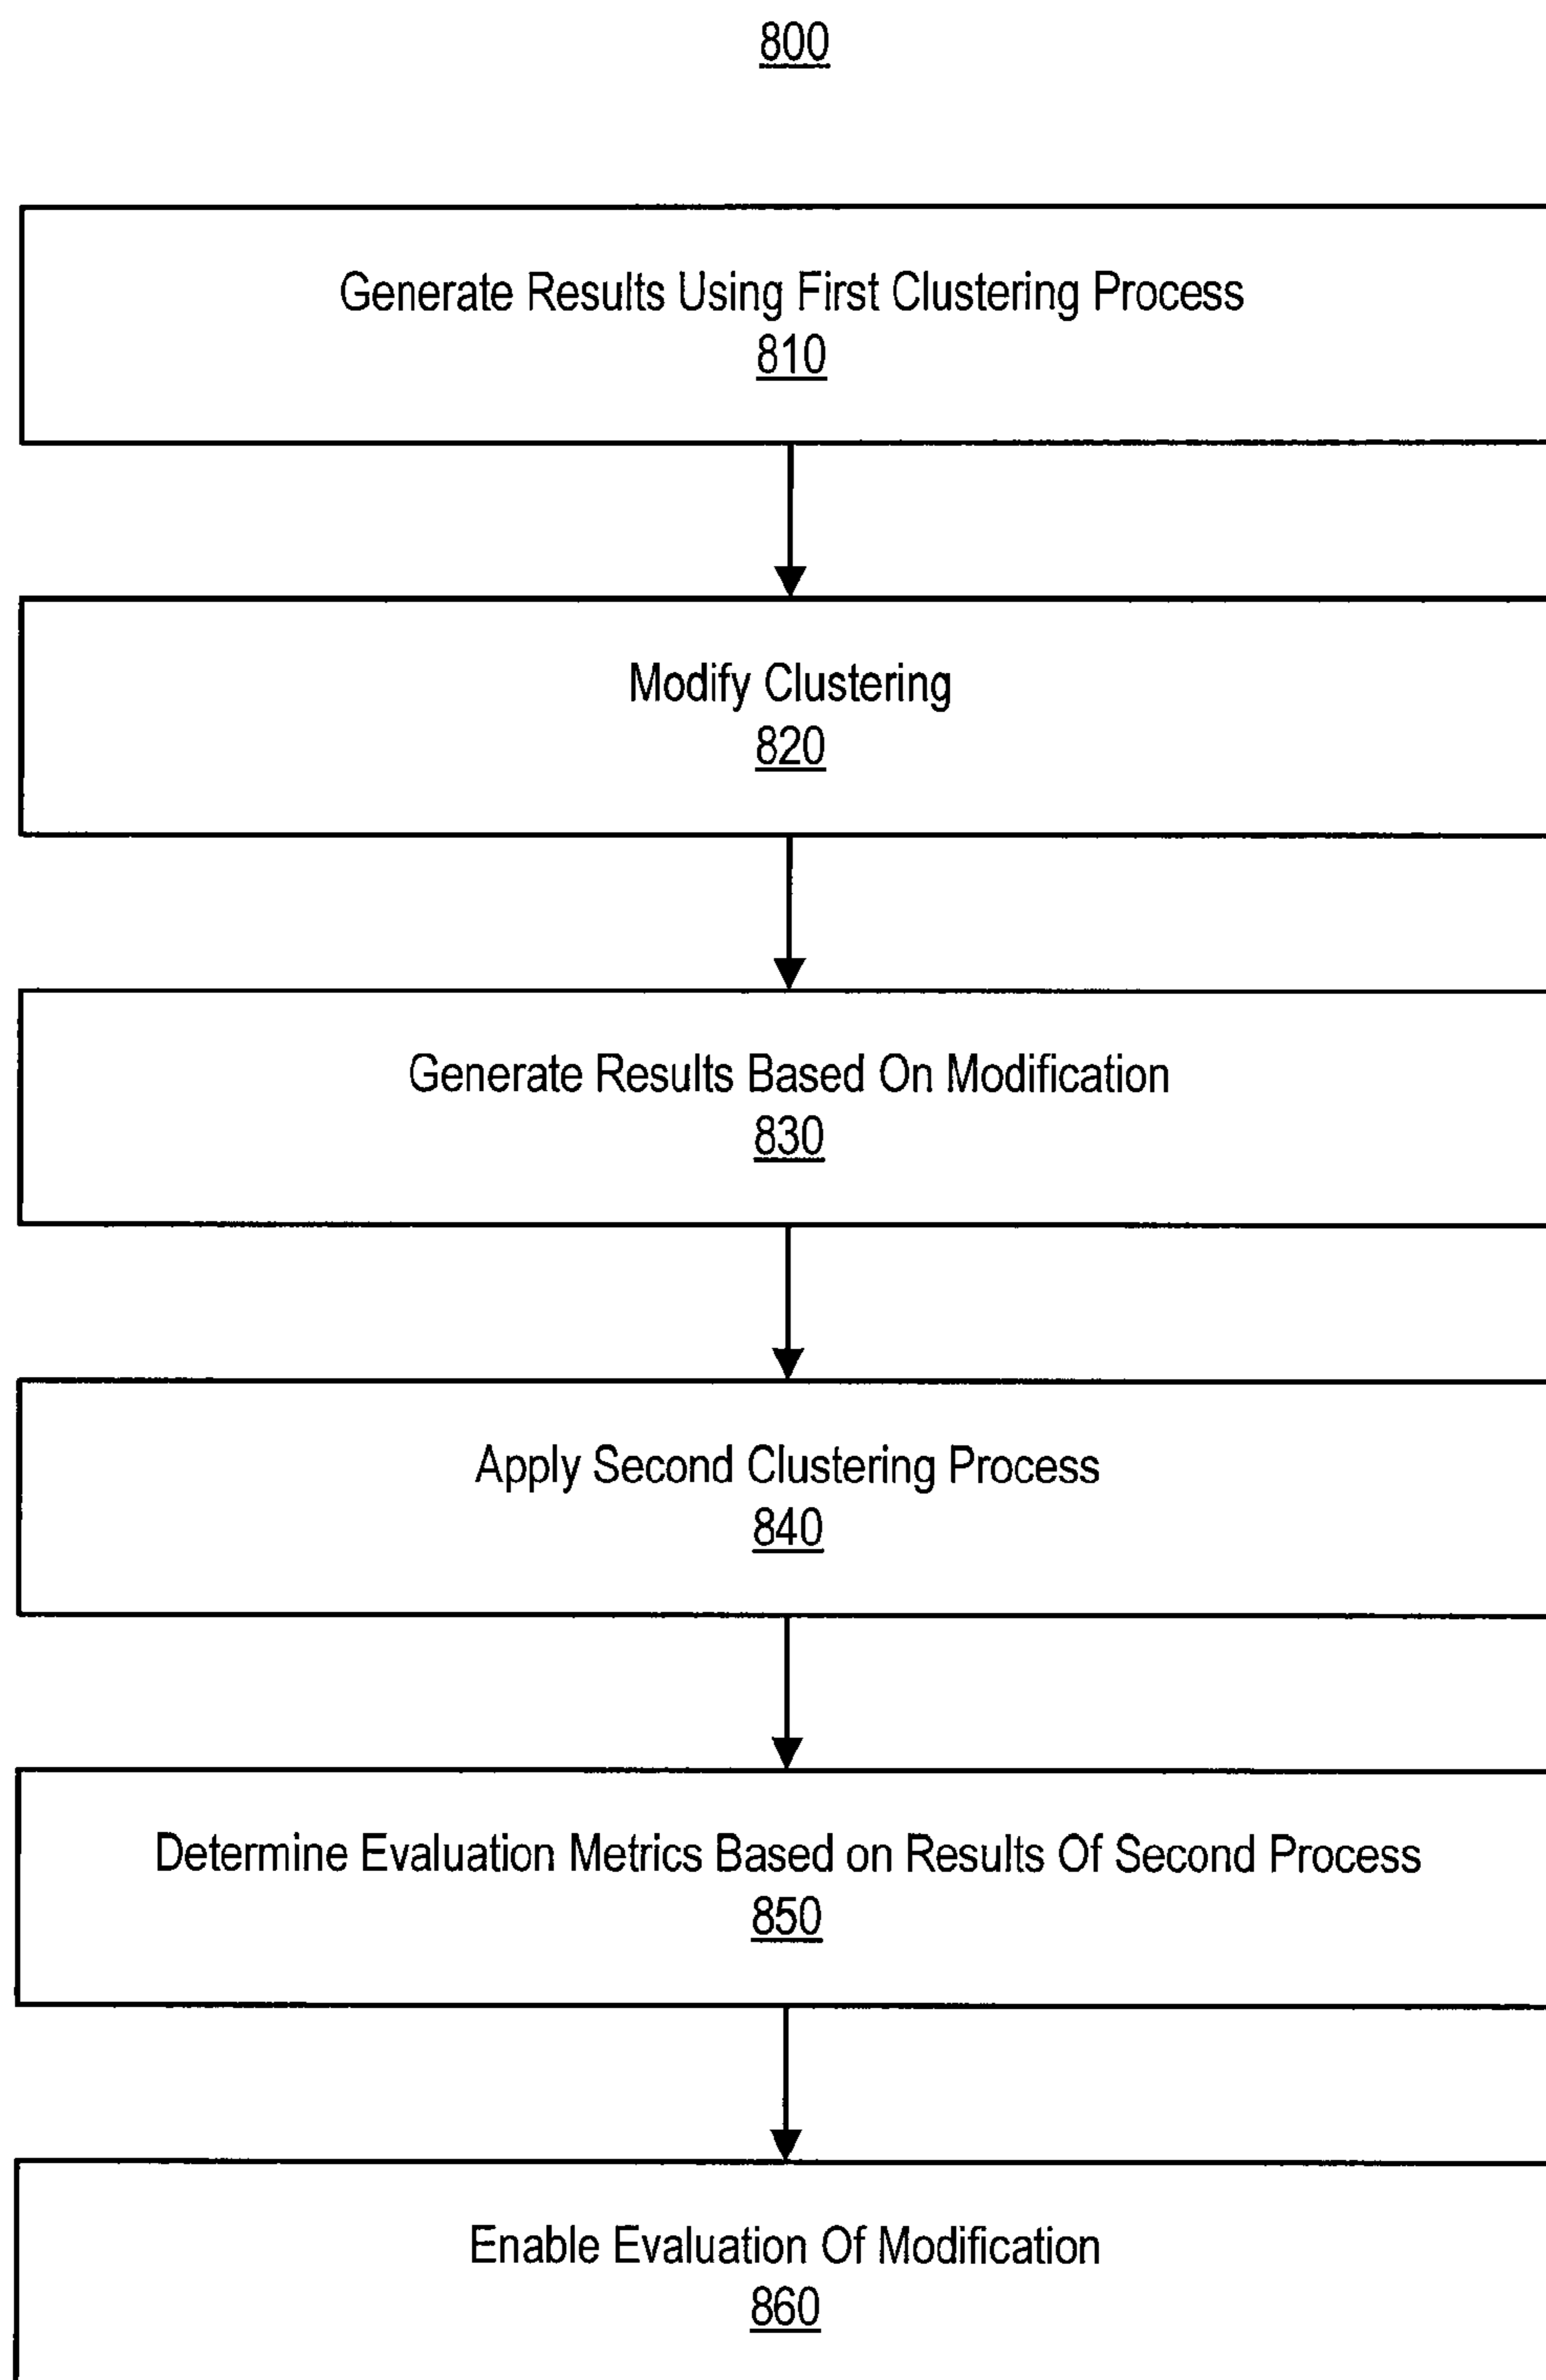 800
Generate Results Using First Clustering Process
810
Modify Clustering
820
Generate Results Based On Modification
830
Apply Second Clustering Process
840
Determine Evaluation Metrics Based on Results Of Second Process
850
Enable Evaluation Of Modification
860